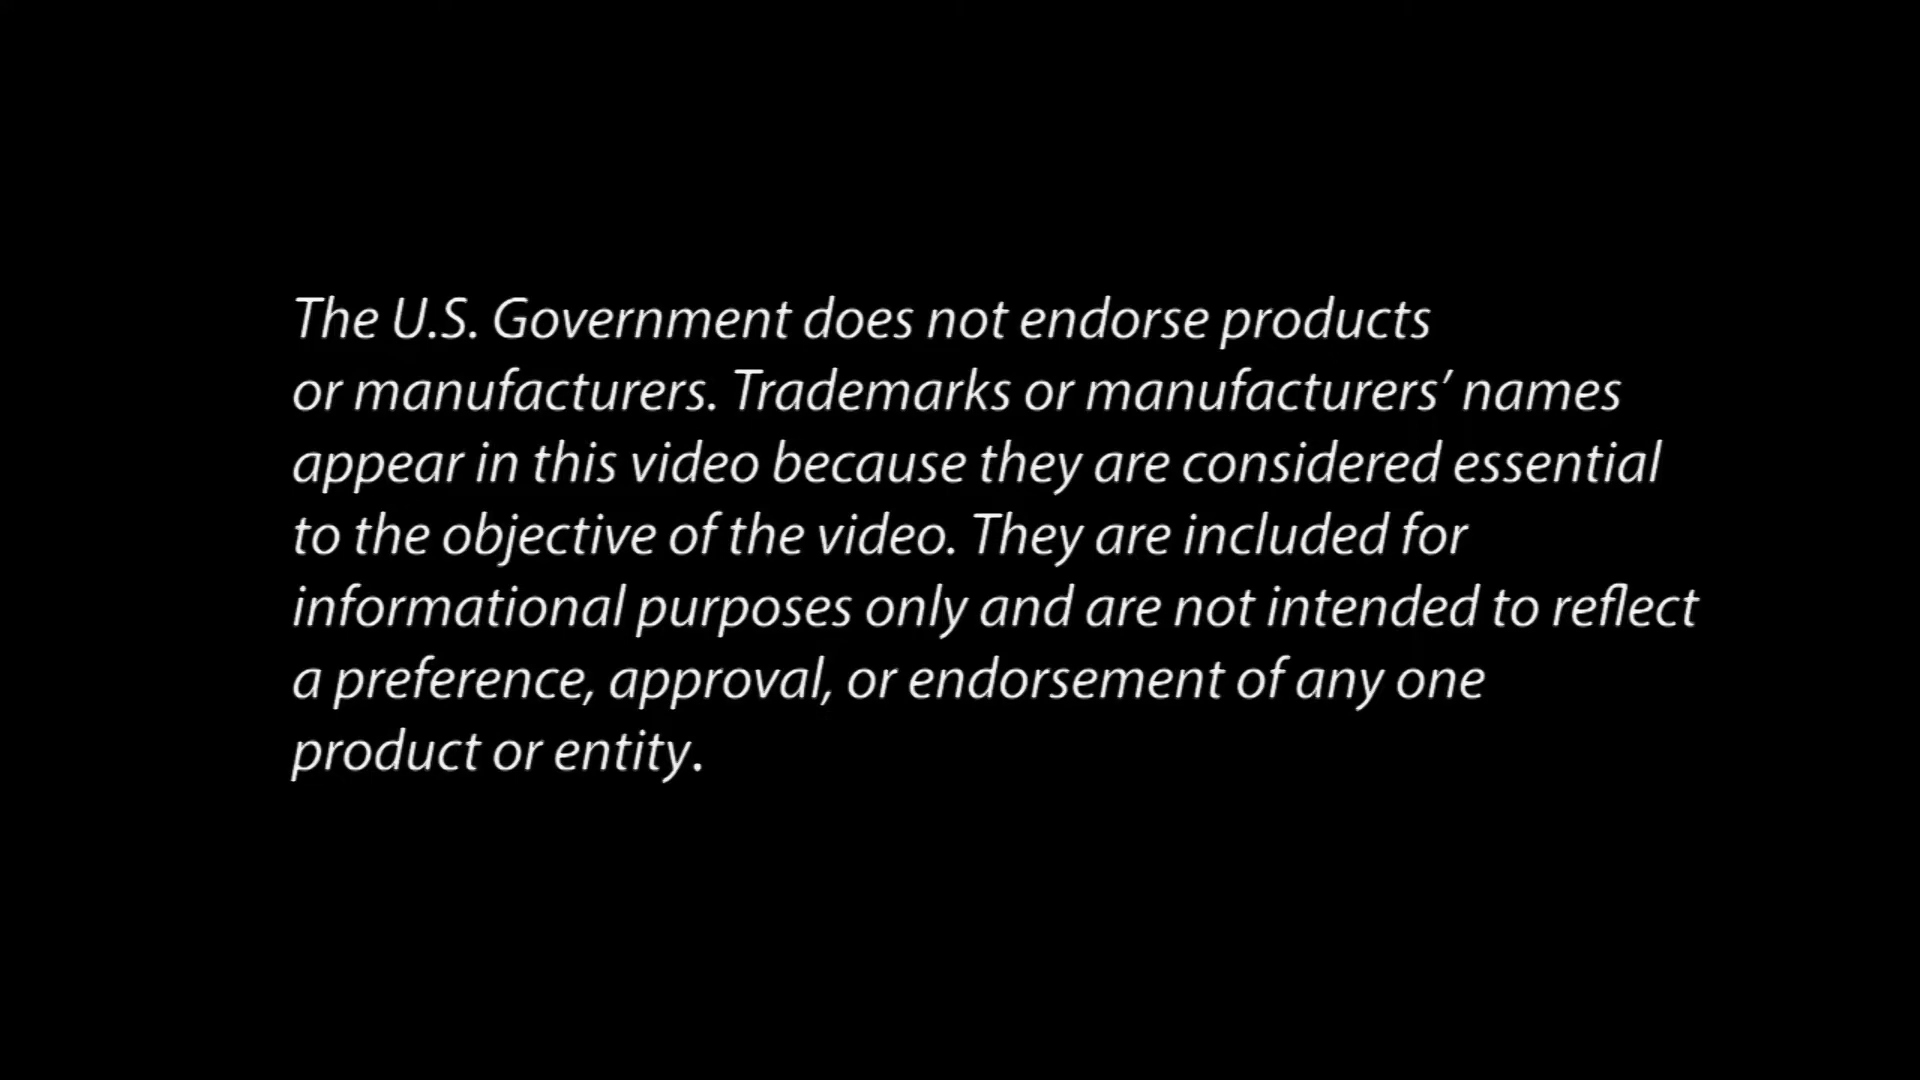 The U.S. Government does not endorse products
or manufacturers. Trademarks or manufacturers’ names
appear in this video because they are considered essential
to the objective of the video. They are included for
informational purposes only and are not intended to reflect
a preference, approval, or endorsement of any one
product or entity.